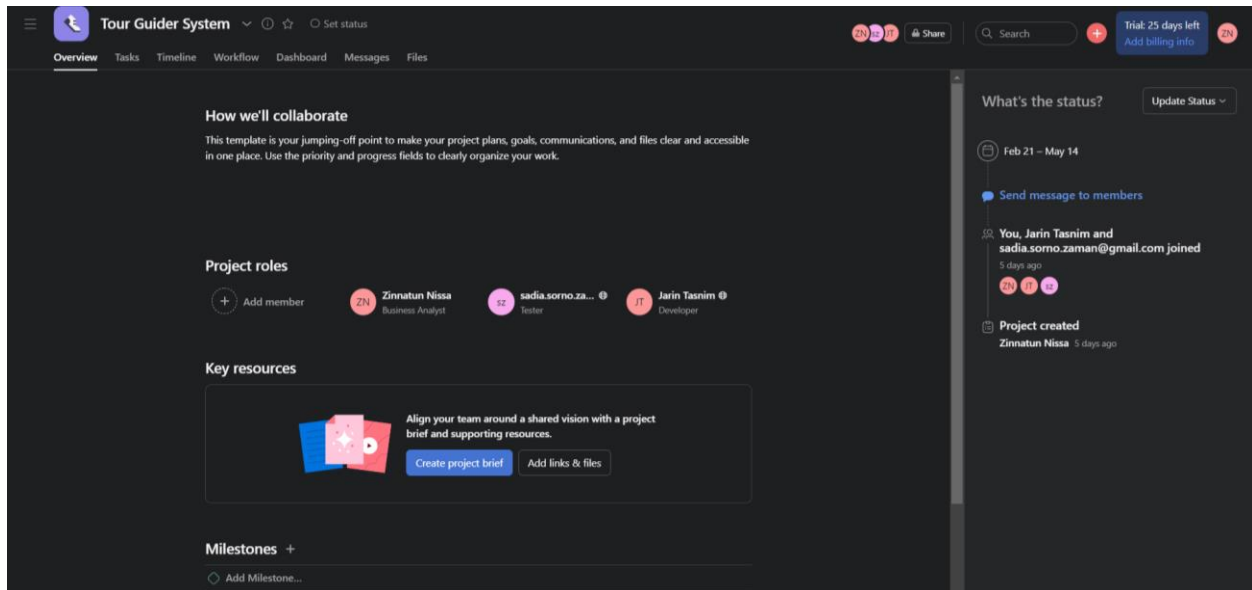 Tour Guider System
Set status
ZN sz JT
Share
Search
Trial: 25 days left
Add billing info
ZN
Overview Tasks Timeline Workflow Dashboard Messages Files
How we'll collaborate
This template is your jumping-off point to make your project plans, goals, communications, and files clear and accessible
in one place. Use the priority and progress fields to clearly organize your work.
Project roles
Add member
ZN
Zinnatun Nissa
Business Analyst
sz
sadia.sorno.za...
Tester
JT
Jarin Tasnim
Developer
Key resources
Align your team around a shared vision with a project
brief and supporting resources.
Create project brief
Add links & files
Milestones +
Add Milestone...
What's the status?
Update Status
Feb 21 – May 14
Send message to members
You, Jarin Tasnim and
sadia.sorno.zaman@gmail.com joined
5 days ago
ZN JT sz
Project created
Zinnatun Nissa 5 days ago